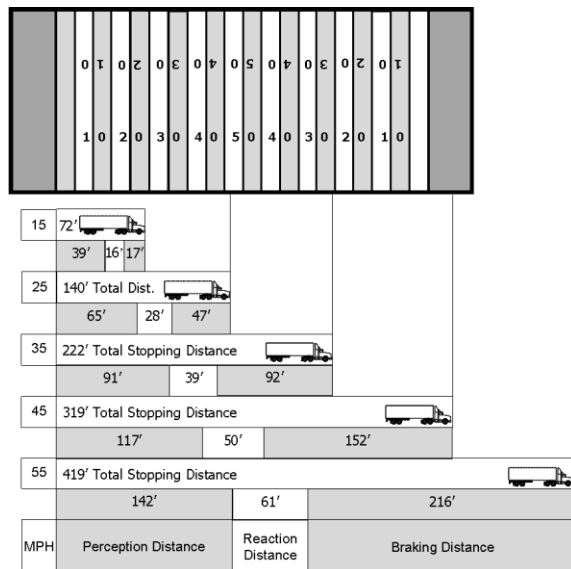 0 1 0 2 0 3 0 4 0 5 0 4 0 3 0 2 0 1
1 0 2 0 3 0 4 0 5 0 4 0 3 0 2 0 1 0
15 72′
39′ 16′ 17′
25 140′ Total Dist.
65′ 28′ 47′
35 222′ Total Stopping Distance
91′ 39′ 92′
45 319′ Total Stopping Distance
117′ 50′ 152′
55 419′ Total Stopping Distance
142′ 61′ 216′
MPH Perception Distance Reaction Distance Braking Distance